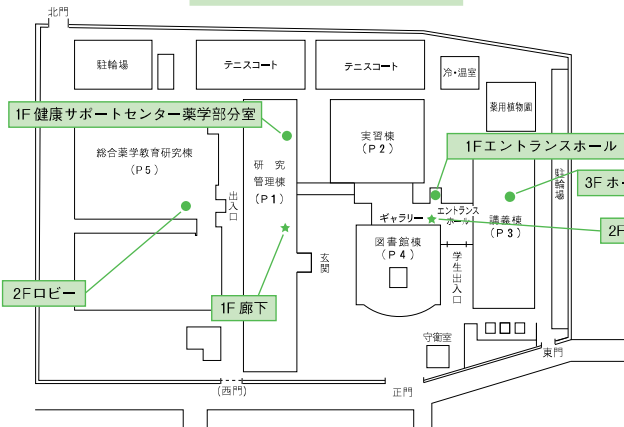 北門
駐輪場
テニスコート
テニスコート
冷・温室
薬用植物園
1F 健康サポートセンター薬学部分室
総合薬学教育研究棟
(P5)
研究
管理棟
(P1)
実習棟
(P2)
1Fエントランスホール
駐輪場
3F ホー
出入口
ギャラリー
エントランス
ホール
講義棟
(P3)
2F
図書館棟
(P4)
玄関
学生出入口
2Fロビー
1F 廊下
守衛室
東門
(西門)
正門